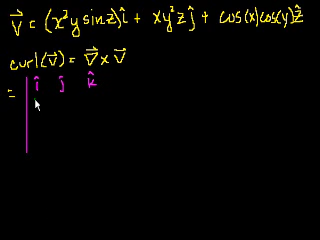 v⃗ = (x²y sin z)î + xy²z ĵ + cos(x)cos(y) ẑ
curl(v⃗) = ∇⃗ x v⃗
= | î ĵ k̂